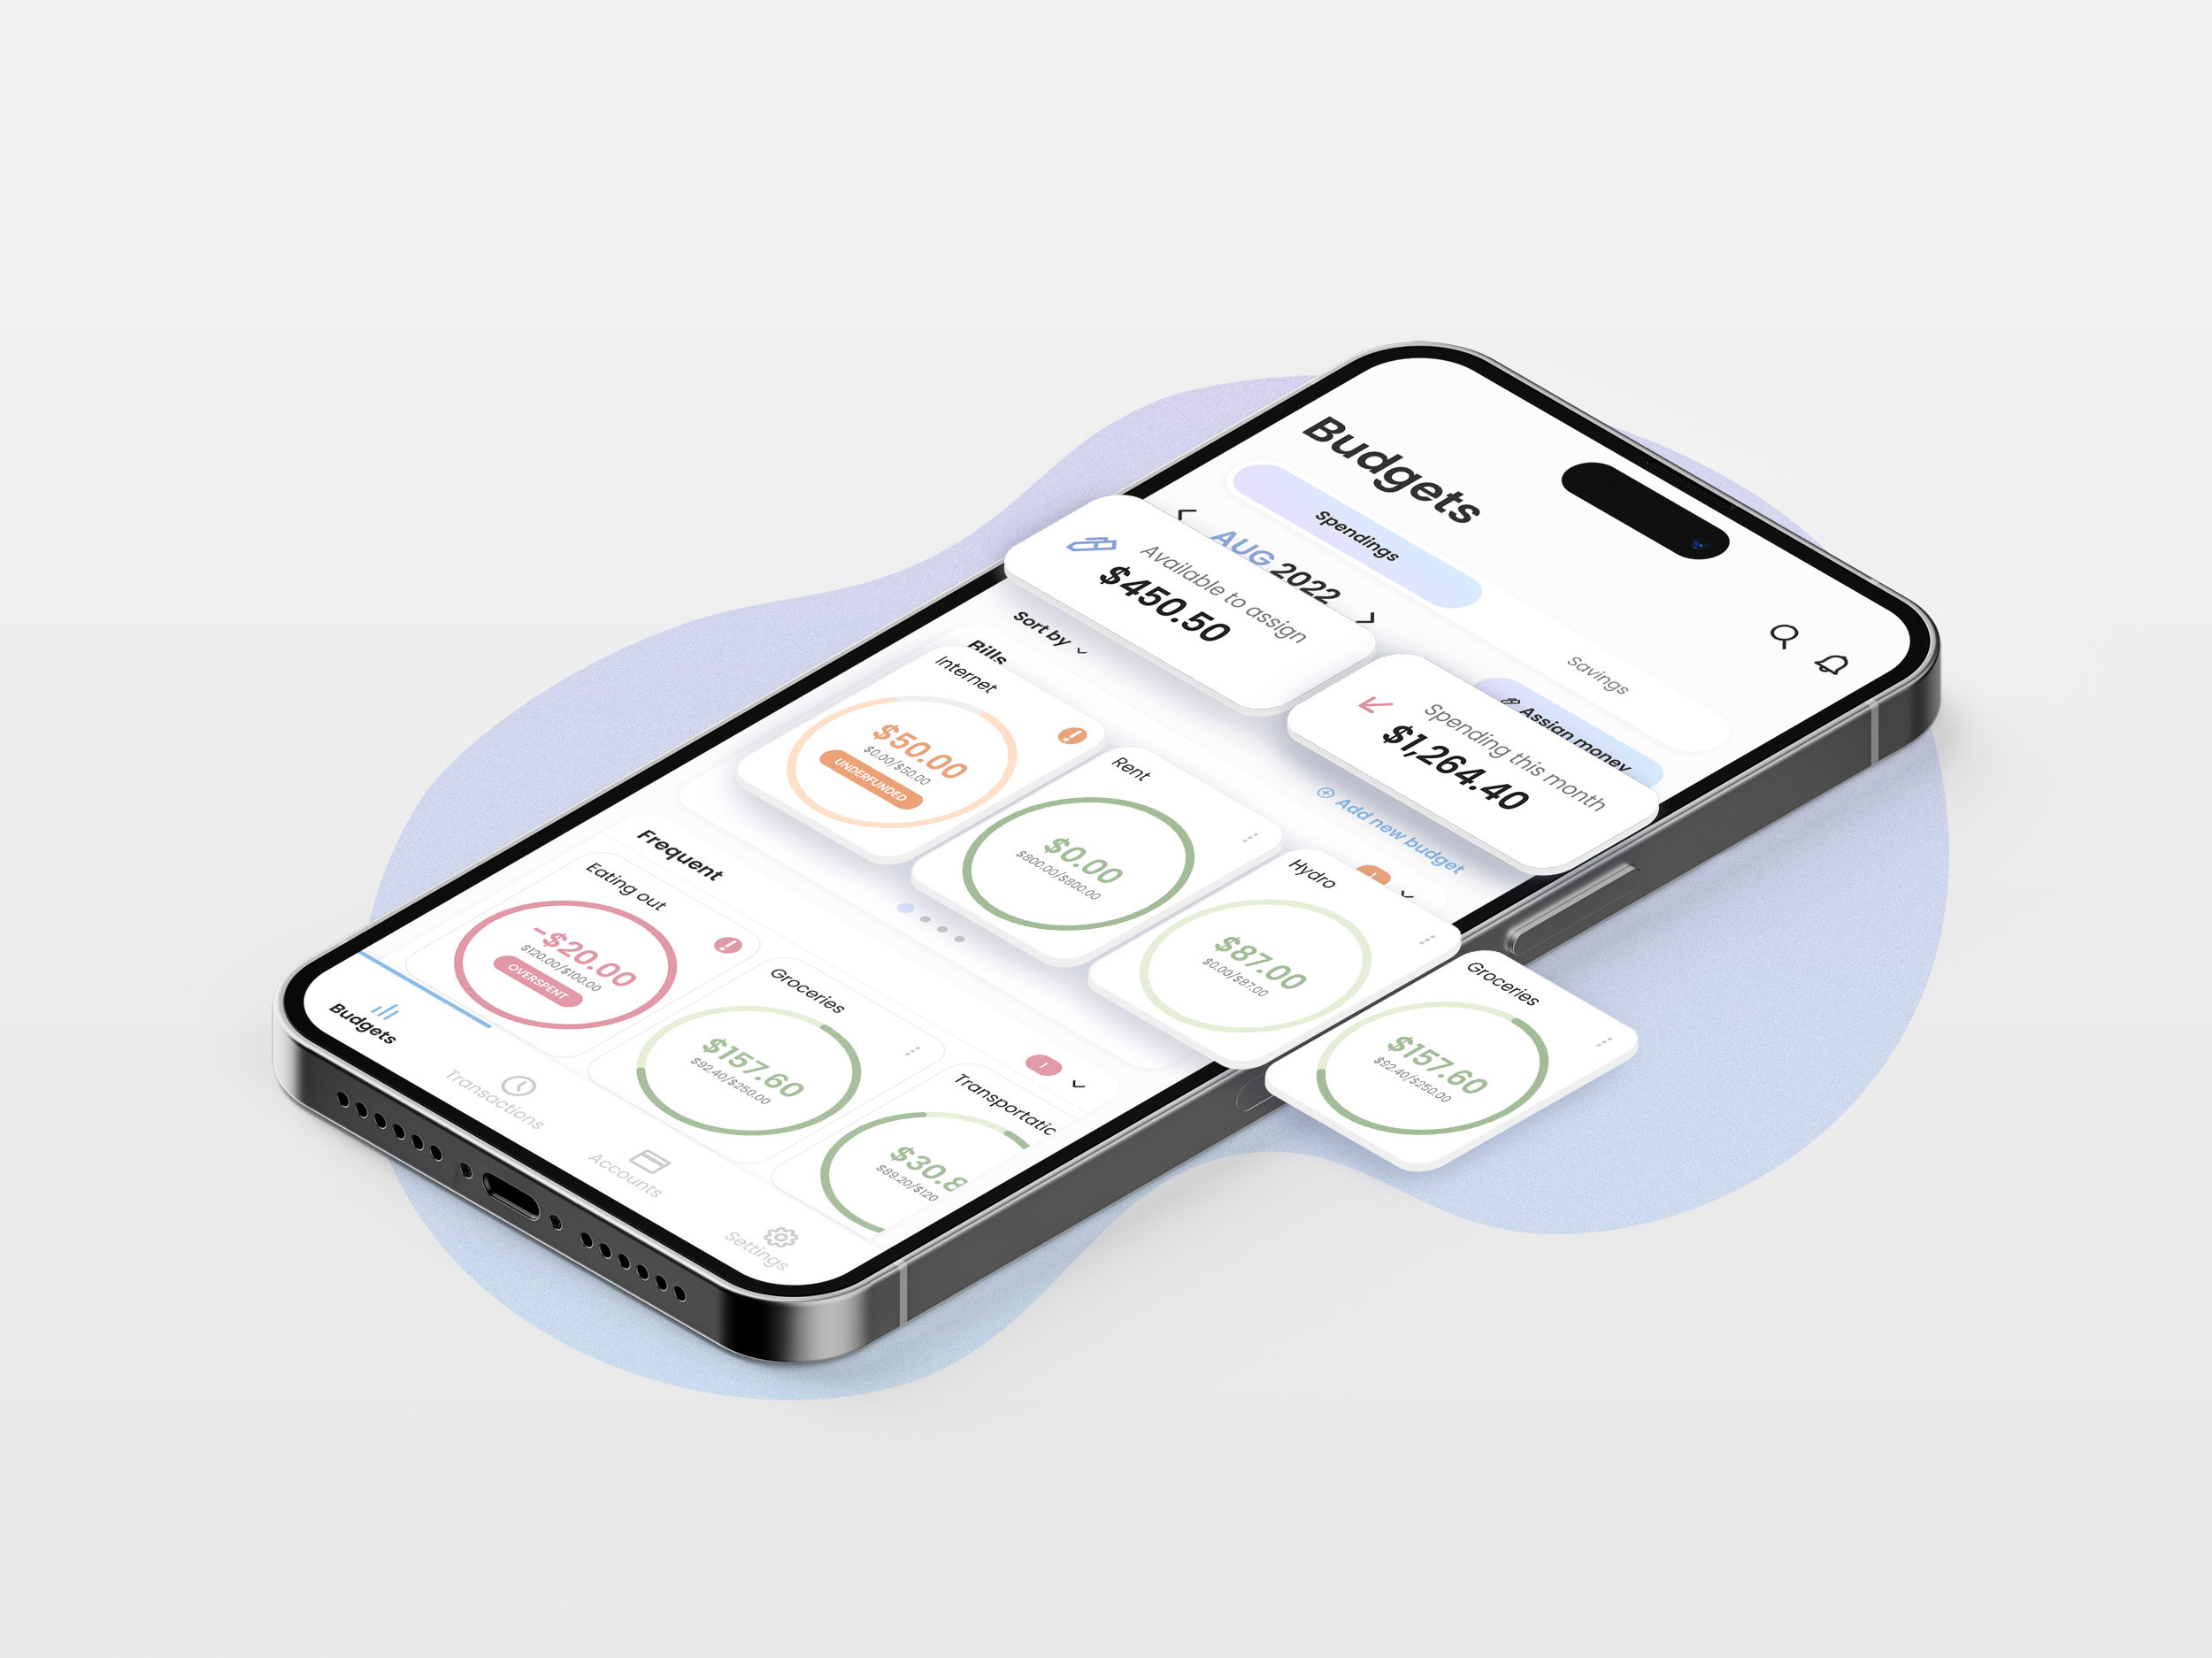 Budgets
Spendings
Savings
AUG 2022
Assign money
Available to assign
$450.50
Spending this month
$1,264.40
Sort by
Add new budget
Bills
1
Internet
$50.00
$0.00/$50.00
UNDERFUNDED
Rent
$0.00
$800.00/$800.00
Hydro
$87.00
$0.00/$87.00
Groceries
$157.60
$92.40/$250.00
Frequent
1
Eating out
-$20.00
$120.00/$100.00
OVERSPENT
Groceries
$157.60
$92.40/$250.00
Transportatic
$30.8
$89.20/$120
Budgets
Transactions
Accounts
Settings